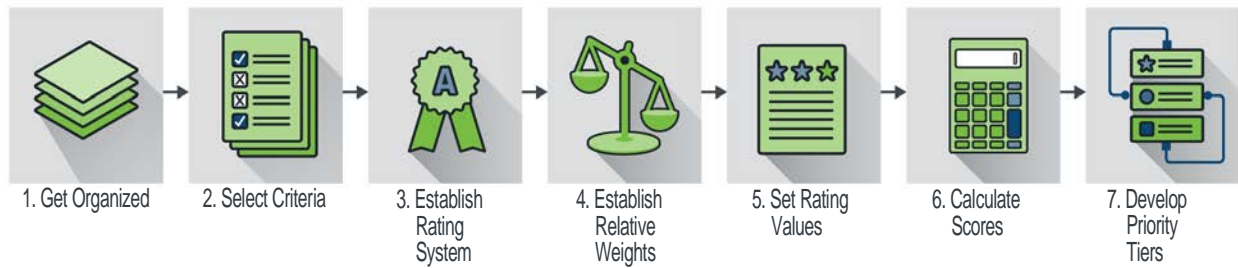 A
0
1. Get Organized
2. Select Criteria
3. Establish
Rating
System
4. Establish
Relative
Weights
5. Set Rating
Values
6. Calculate
Scores
7. Develop
Priority
Tiers